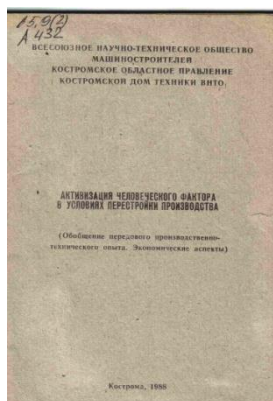 15.9(2)
А 432
ВСЕСОЮЗНОЕ НАУЧНО-ТЕХНИЧЕСКОЕ ОБЩЕСТВО
МАШИНОСТРОИТЕЛЕЙ
КОСТРОМСКОЕ ОБЛАСТНОЕ ПРАВЛЕНИЕ
КОСТРОМСКОЙ ДОМ ТЕХНИКИ ВНТО
АКТИВИЗАЦИЯ ЧЕЛОВЕЧЕСКОГО ФАКТОРА
В УСЛОВИЯХ ПЕРЕСТРОЙКИ ПРОИЗВОДСТВА
(Обобщение передового производственно-
технического опыта. Экономические аспекты)
Кострома, 1988